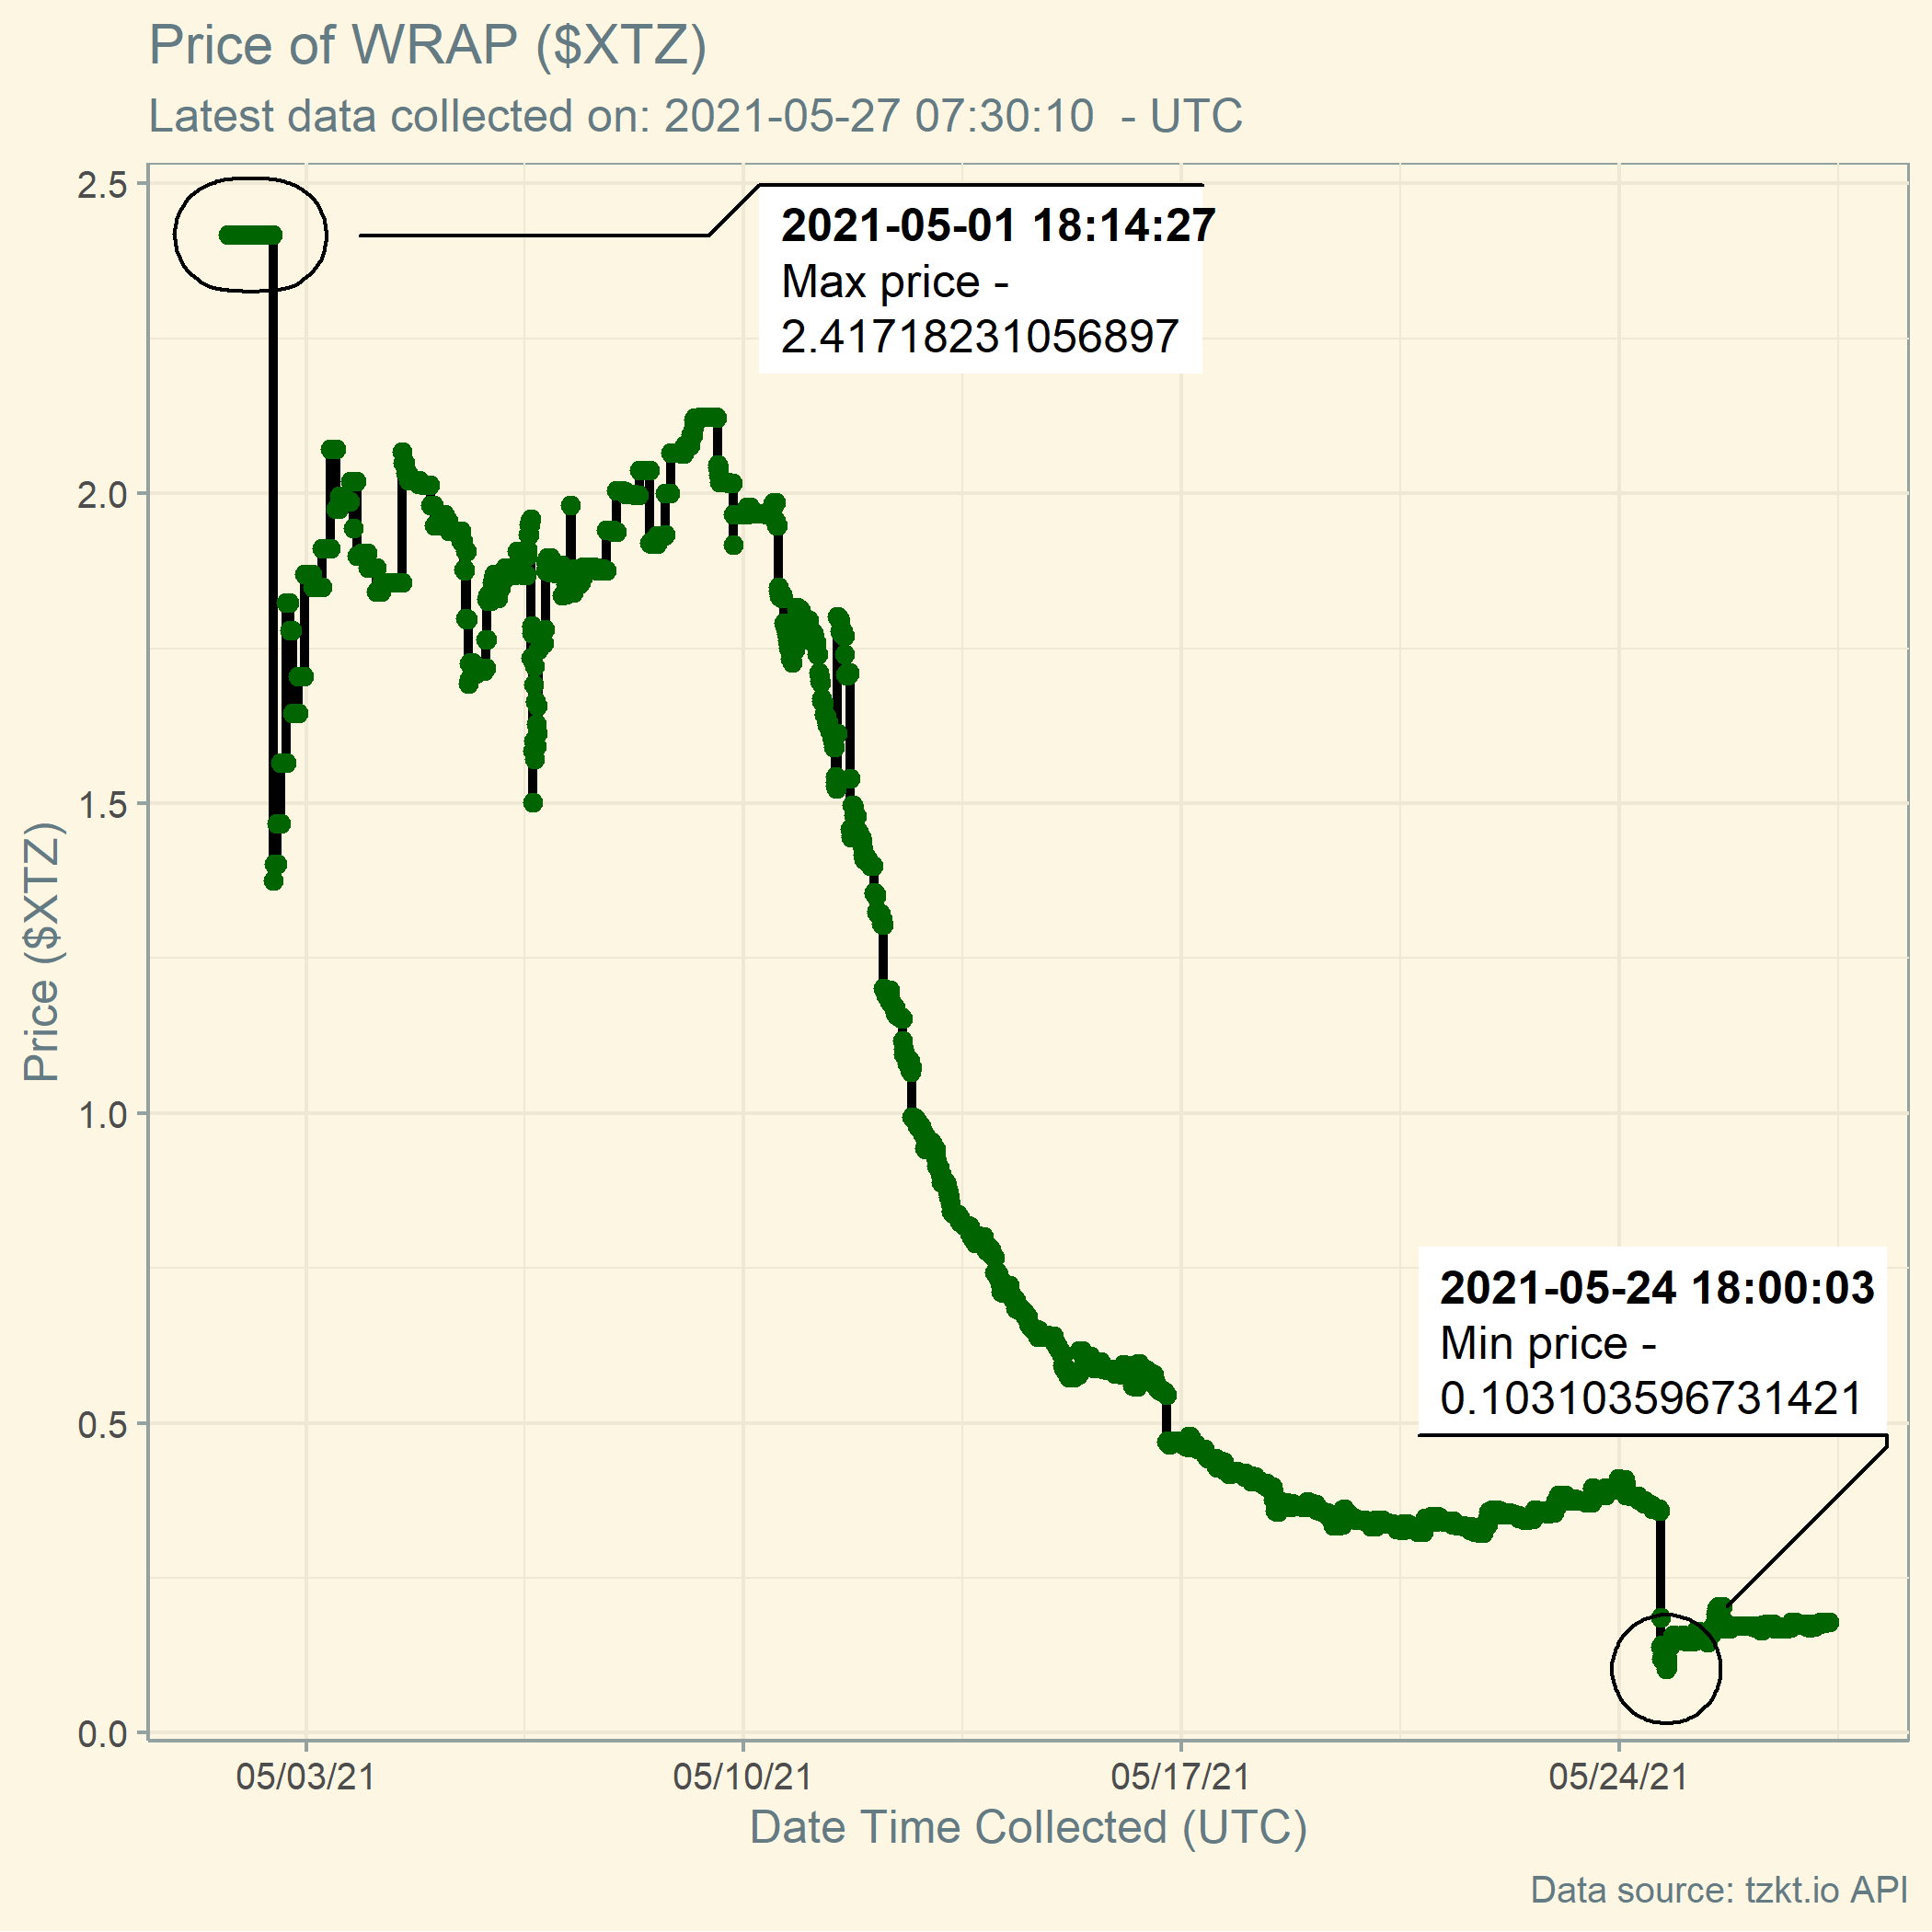 Price of WRAP ($XTZ)
Latest data collected on: 2021-05-27 07:30:10  - UTC
2.5
2021-05-01 18:14:27
Max price -
2.41718231056897
2.0
1.5
Price ($XTZ)
1.0
2021-05-24 18:00:03
Min price -
0.103103596731421
0.5
0.0
05/03/21 05/10/21 05/17/21 05/24/21
Date Time Collected (UTC)
Data source: tzkt.io API